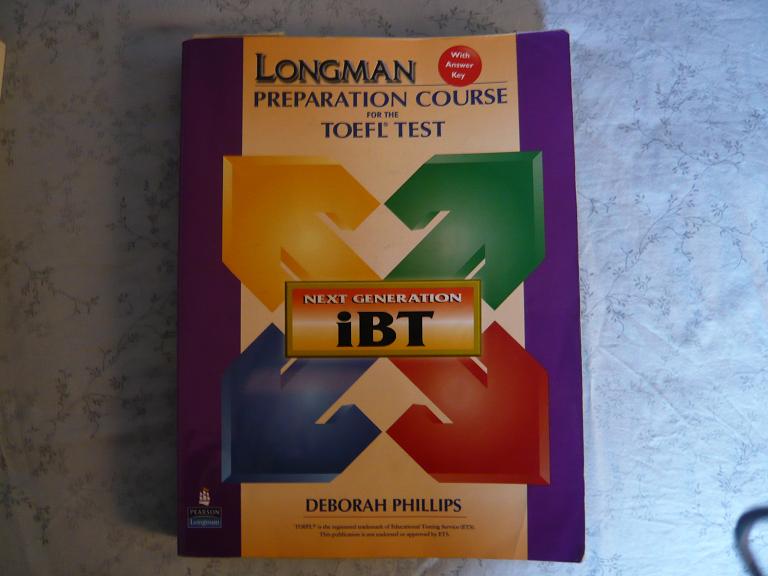 LONGMAN
With
Answer
Key
PREPARATION COURSE
FOR THE
TOEFL® TEST
NEXT GENERATION
iBT
DEBORAH PHILLIPS
TOEFL® is the registered trademark of Educational Testing Service (ETS).
This publication is not endorsed or approved by ETS.
PEARSON
Longman